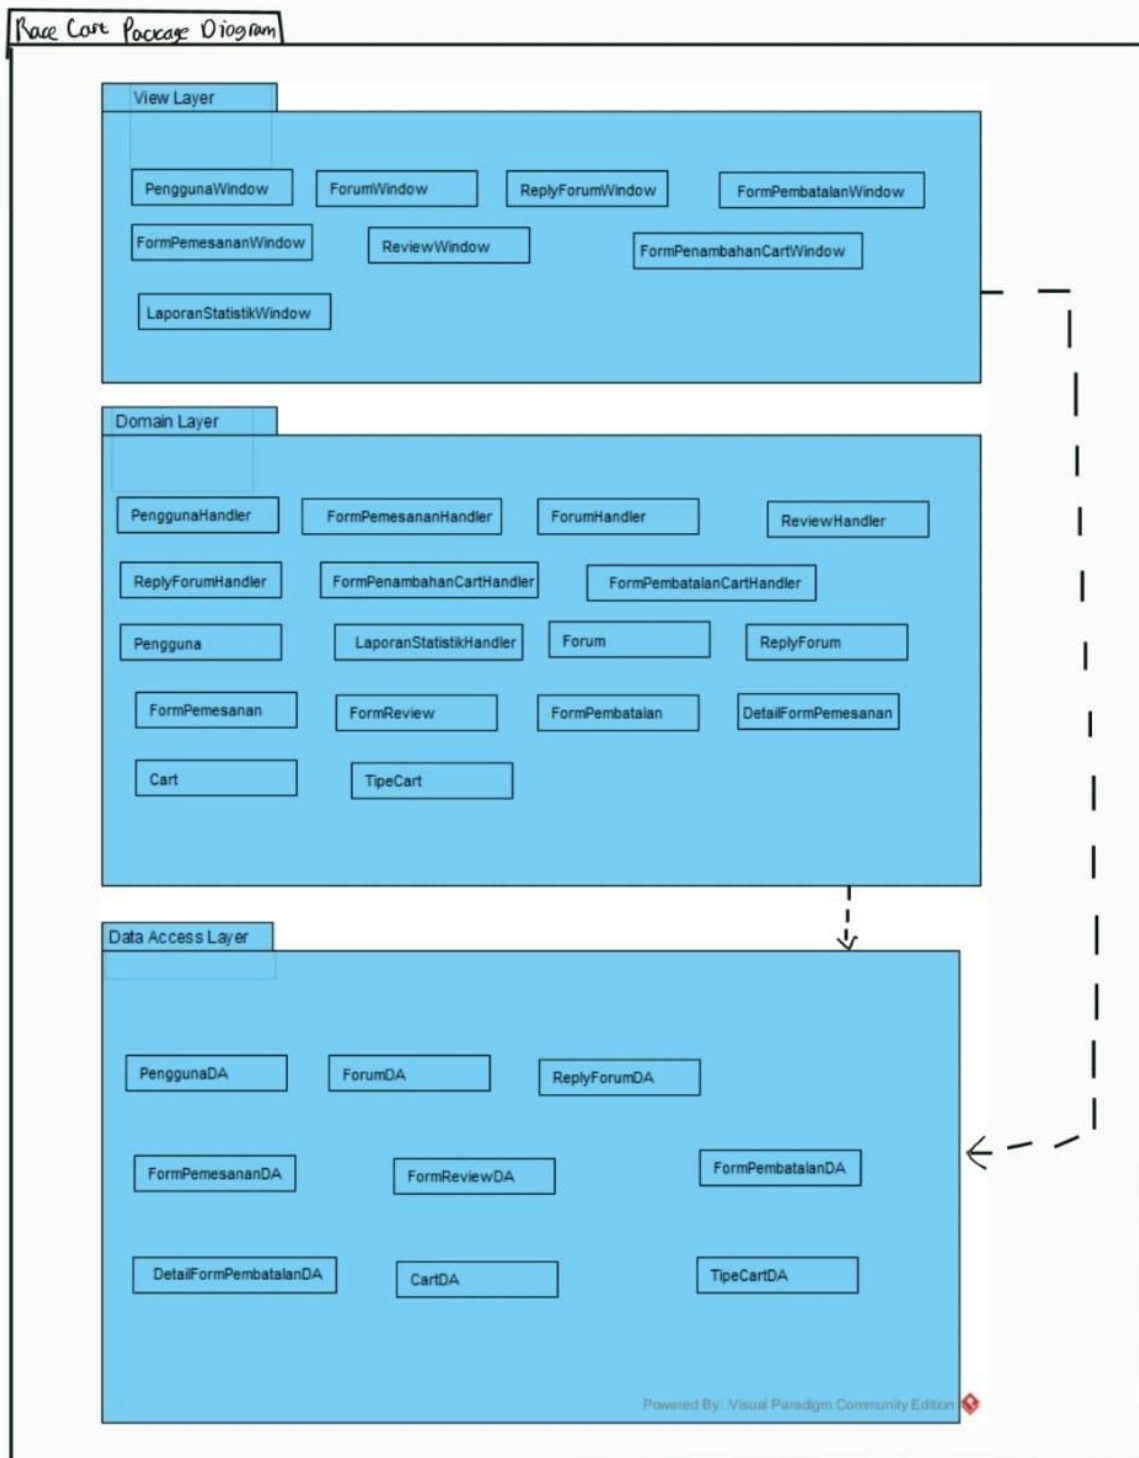 Race Cart Package Diagram
View Layer
PenggunaWindow
ForumWindow
ReplyForumWindow
FormPembatalanWindow
FormPemesananWindow
ReviewWindow
FormPenambahanCartWindow
LaporanStatistikWindow
Domain Layer
PenggunaHandler
FormPemesananHandler
ForumHandler
ReviewHandler
ReplyForumHandler
FormPenambahanCartHandler
FormPembatalanCartHandler
Pengguna
LaporanStatistikHandler
Forum
ReplyForum
FormPemesanan
FormReview
FormPembatalan
DetailFormPemesanan
Cart
TipeCart
Data Access Layer
PenggunaDA
ForumDA
ReplyForumDA
FormPemesananDA
FormReviewDA
FormPembatalanDA
DetailFormPembatalanDA
CartDA
TipeCartDA
Powered By: Visual Paradigm Community Edition